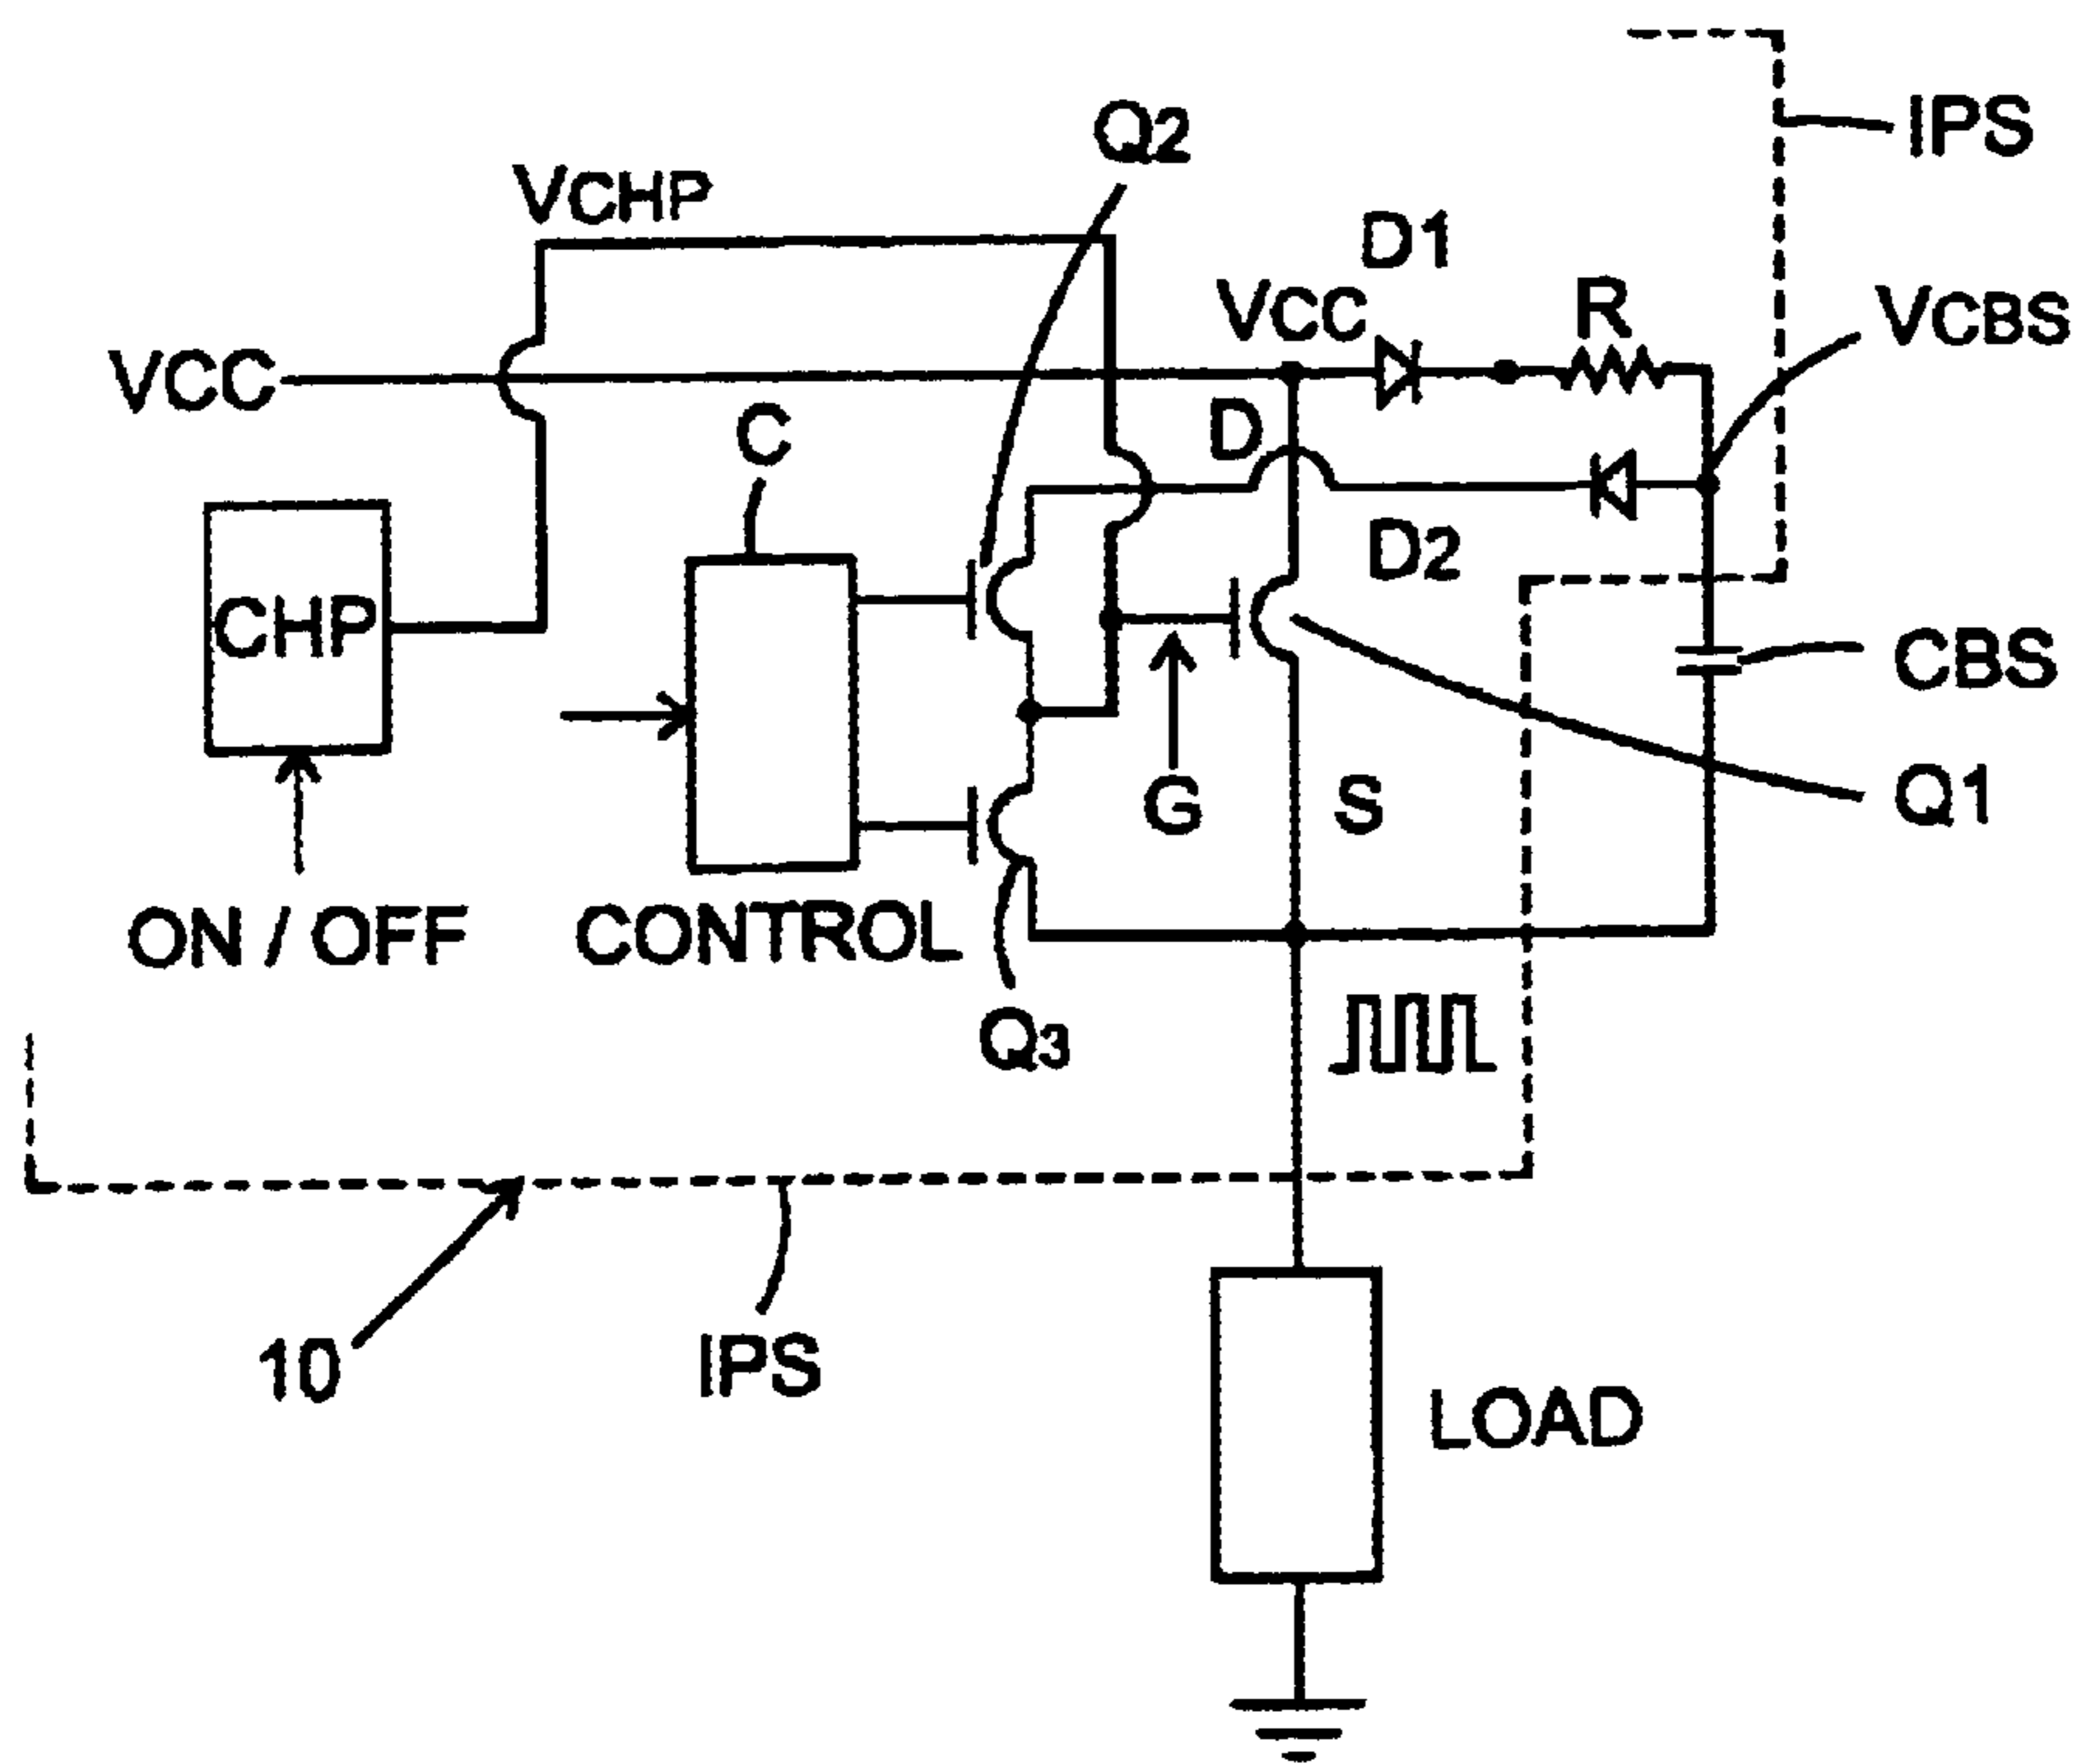 IPS
Q2
VCHP
D1
VCC
R
VCBS
VCC
C
D
D2
CHP
CBS
Q1
G
S
ON / OFF
CONTROL
Q3
10
IPS
LOAD